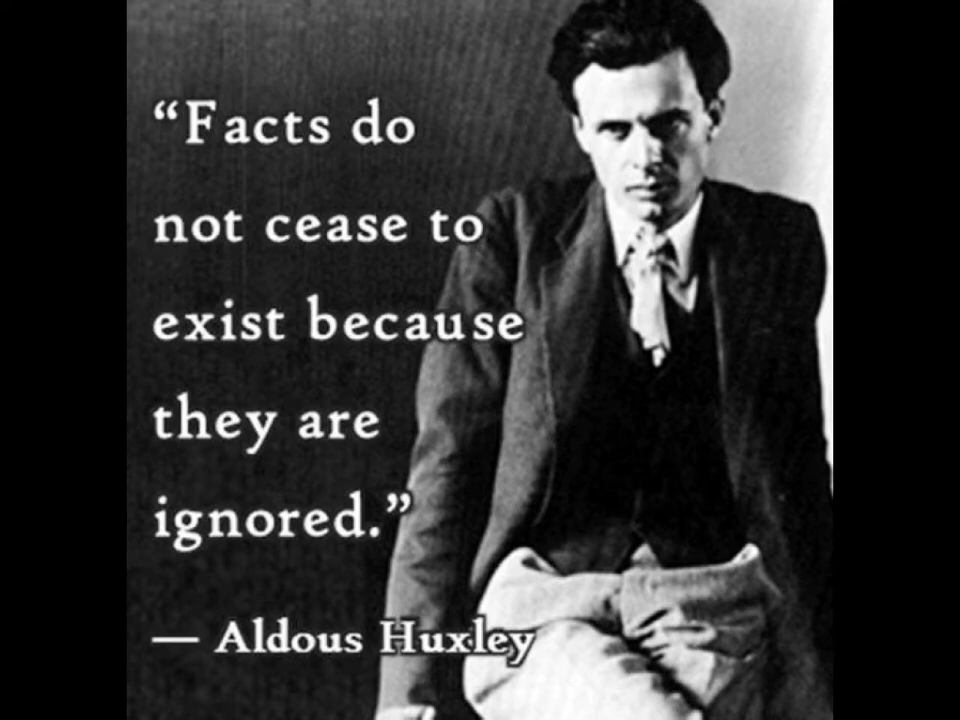 “Facts do
not cease to
exist because
they are
ignored.”
— Aldous Huxley